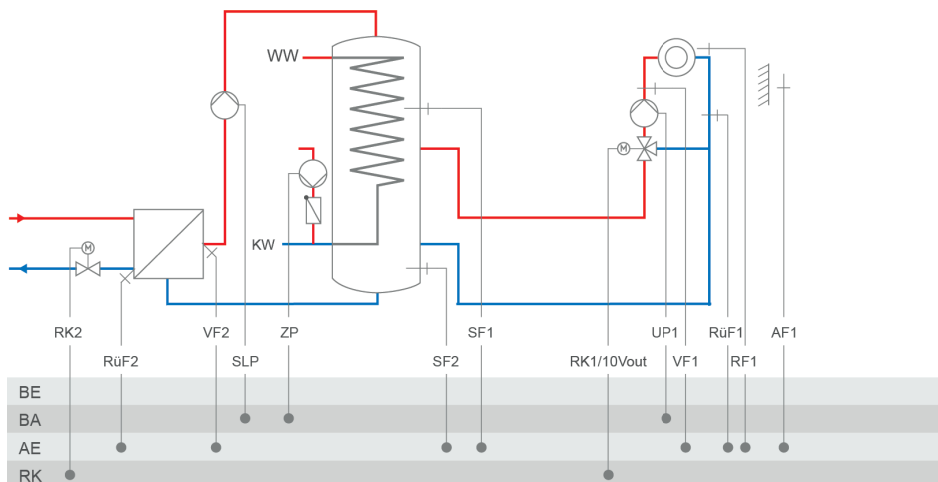 WW
M
KW
M
RK2 VF2 ZP SF1 UP1 RüF1 AF1
RüF2 SLP SF2 RK1/10Vout VF1 RF1
BE
BA
AE
RK